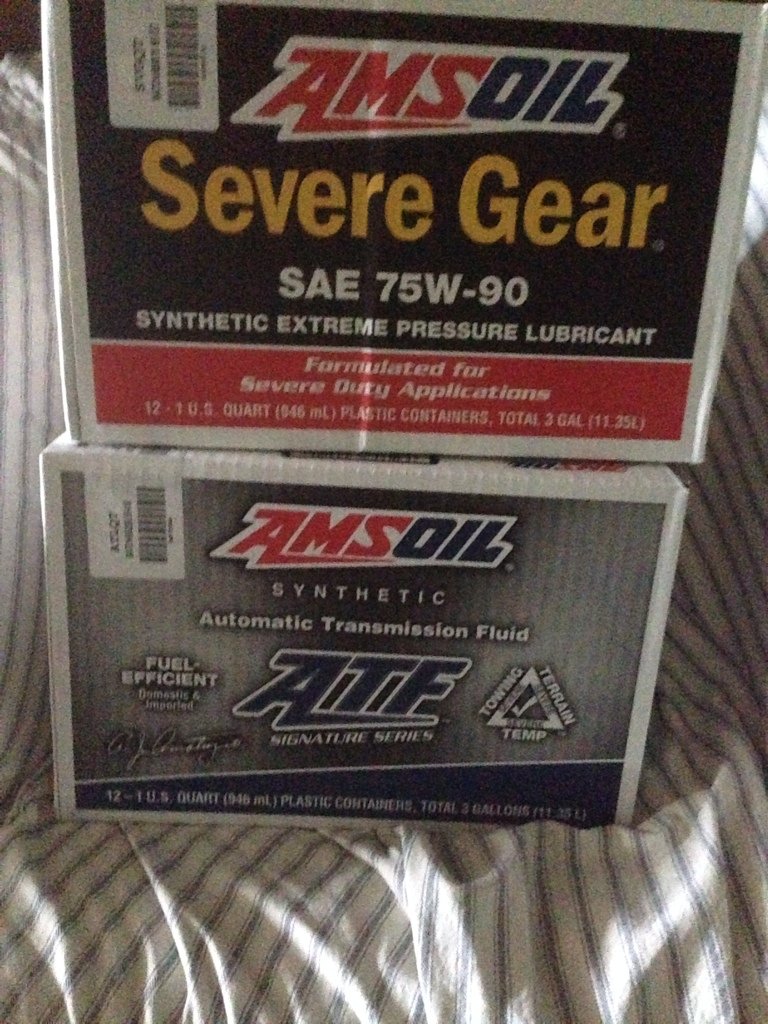 AMSOIL
Severe Gear
SAE 75W-90
SYNTHETIC EXTREME PRESSURE LUBRICANT
Formulated for
Severe Duty Applications
12 - 1 U.S. QUART (946 mL) PLASTIC CONTAINERS, TOTAL 3 GAL (11.35L)
AMSOIL
AMSOIL
SYNTHETIC
Automatic Transmission Fluid
FUEL-
EFFICIENT
Domestic &
Imported
ATF
SIGNATURE SERIES
TOWING
TERRAIN
SEVERE
TEMP
12 – 1 U.S. QUART (946 mL) PLASTIC CONTAINERS, TOTAL 3 GALLONS (11.35 L)